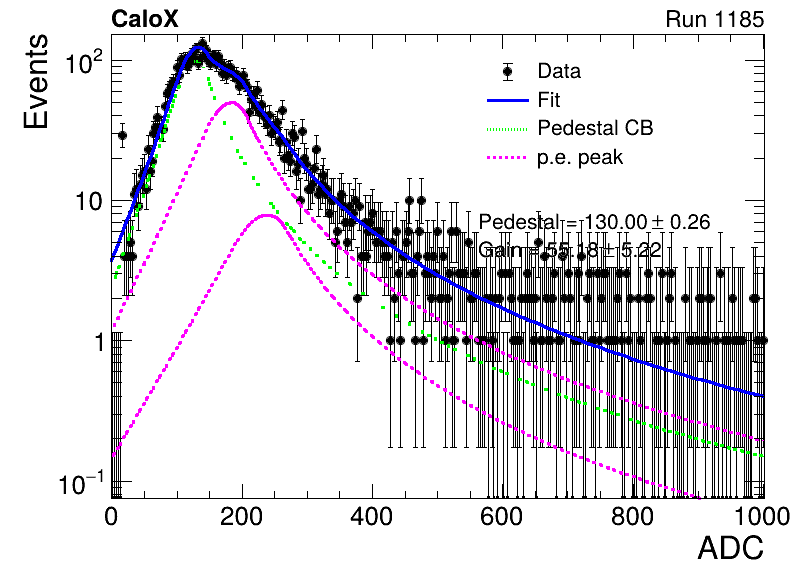 CaloX Run 1185
Events
Data
Fit
Pedestal CB
p.e. peak
Pedestal = 130.00 ± 0.26
Gain = 55.18 ± 5.22
10²
10
1
10⁻¹
0 200 400 600 800 1000
ADC